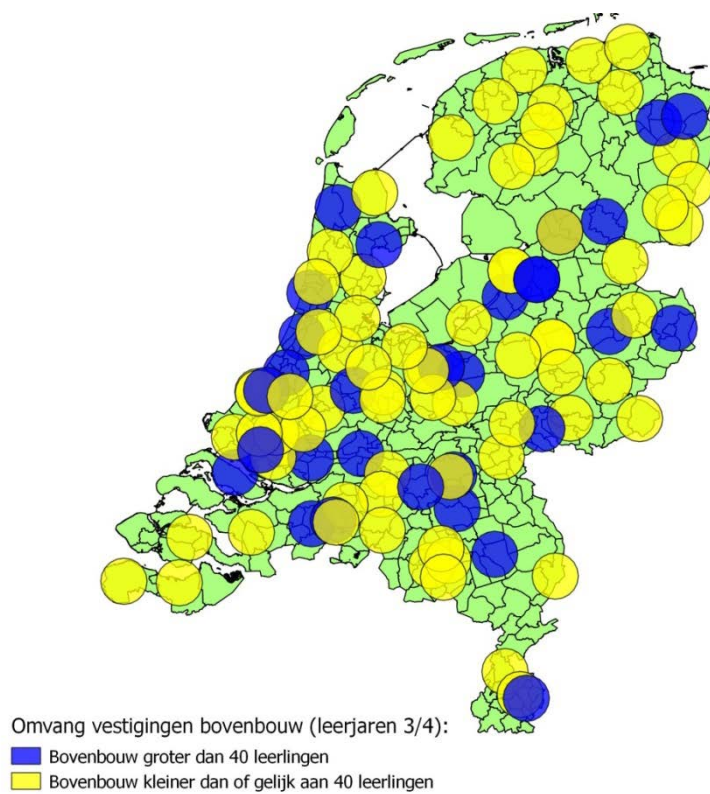 Omvang vestigingen bovenbouw (leerjaren 3/4):
Bovenbouw groter dan 40 leerlingen
Bovenbouw kleiner dan of gelijk aan 40 leerlingen